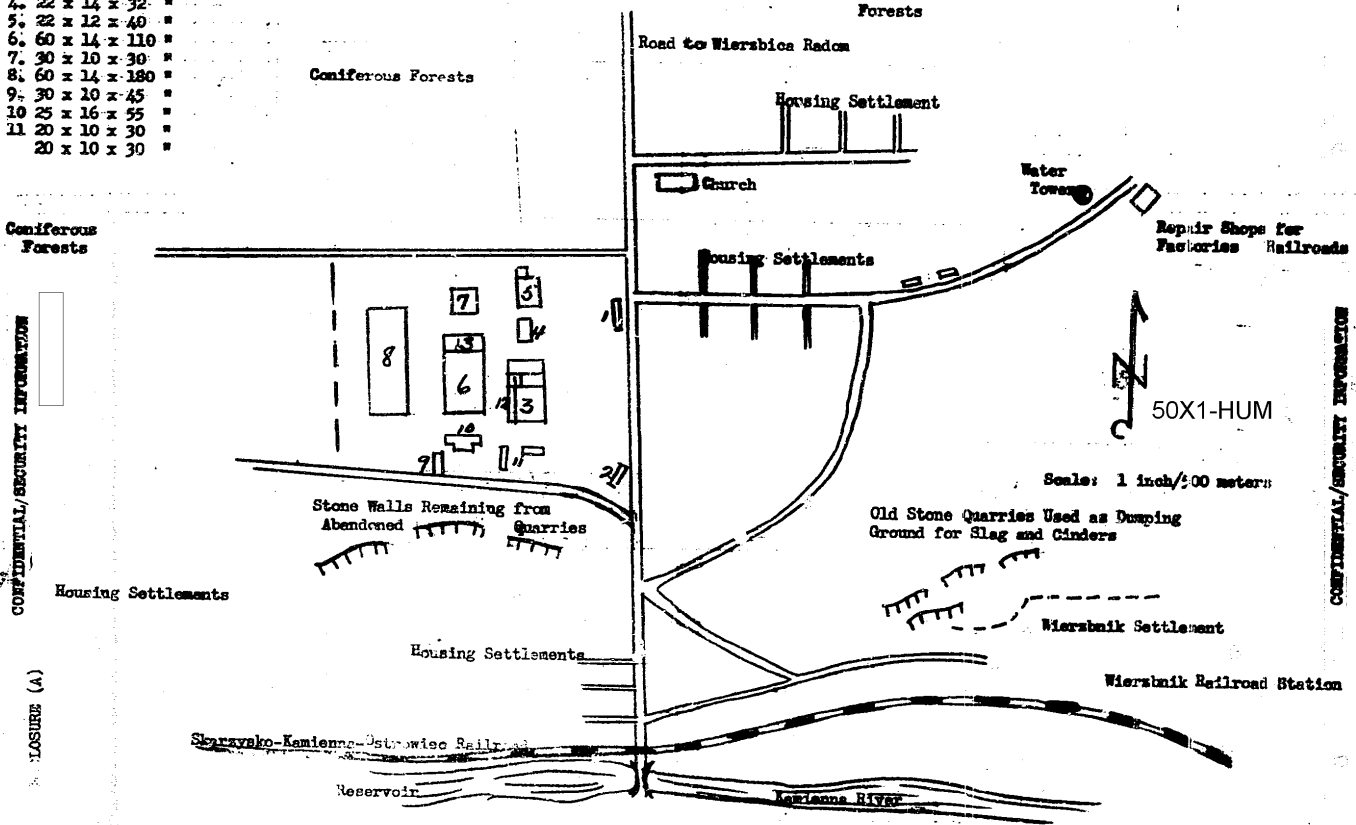 4. 22 x 14 x 32 "
5. 22 x 12 x 40 "
6. 60 x 14 x 110 "
7. 30 x 10 x 30 "
8. 60 x 14 x 180 "
9. 30 x 10 x 45 "
10 25 x 16 x 55 "
11 20 x 10 x 30 "
20 x 10 x 30 "
Forests
Road to Wierzbica Radom
Coniferous Forests
Housing Settlement
Church
Water
Tower
Repair Shops for
Factories Railroads
Coniferous
Forests
Housing Settlements
1
2
3
4
5
6
7
8
9
10
11
12
13
50X1-HUM
Scale: 1 inch/ 00 meters
Stone Walls Remaining from
Abandoned Quarries
Old Stone Quarries Used as Dumping
Ground for Slag and Cinders
Housing Settlements
Wierzbnik Settlement
Housing Settlements
Wierzbnik Railroad Station
Skarzysko-Kamienna-Ostrowiec Railroad
Reservoir
Kamienna River
CONFIDENTIAL/SECURITY INFORMATION
LOSURE (A)
CONFIDENTIAL/SECURITY INFORMATION